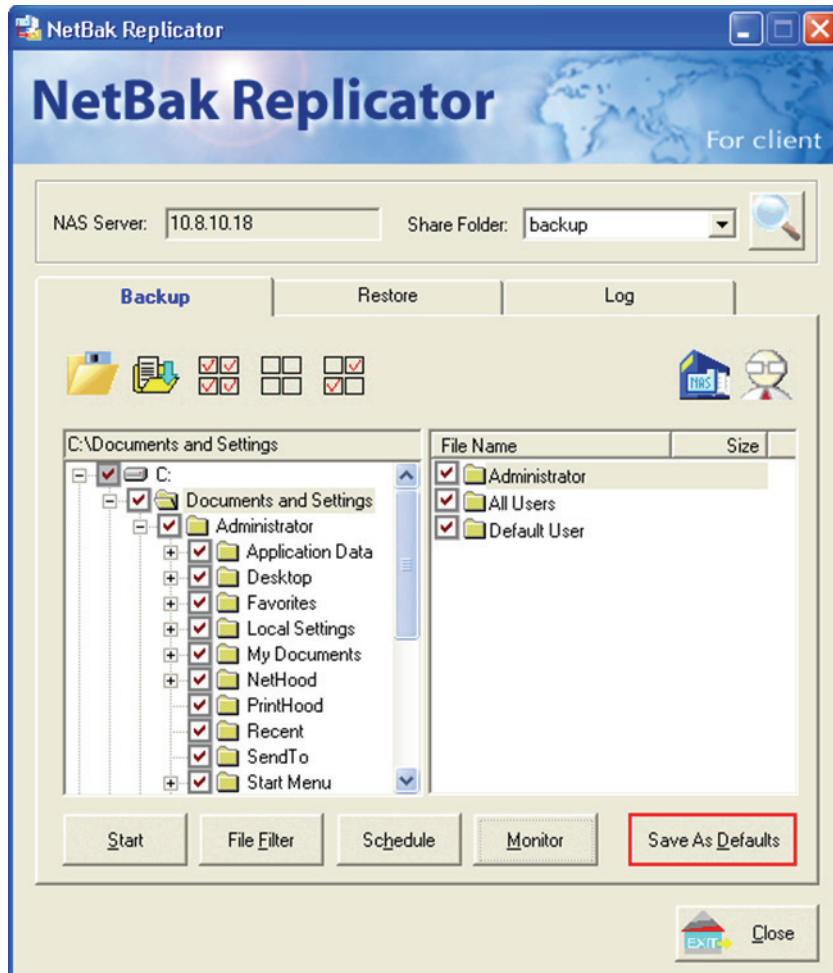 NetBak Replicator
NetBak Replicator
For client
NAS Server: 10.8.10.18 Share Folder: backup
Backup Restore Log
NAS
C:\Documents and Settings
File Name Size
C:
Documents and Settings
Administrator
Application Data
Desktop
Favorites
Local Settings
My Documents
NetHood
PrintHood
Recent
SendTo
Start Menu
Administrator
All Users
Default User
Start File Filter Schedule Monitor Save As Defaults
EXIT Close